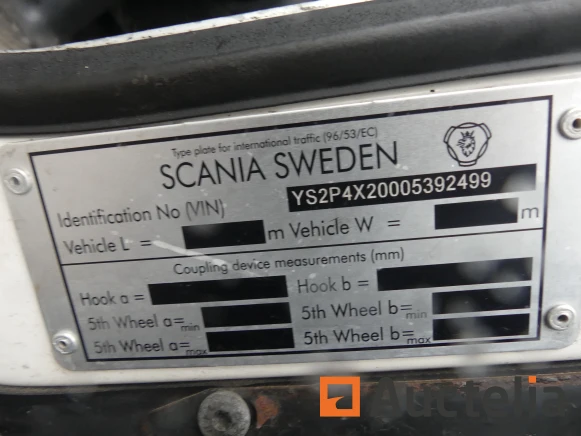 Type plate for international traffic (96/53/EC)
SCANIA SWEDEN
Identification No (VIN) YS2P4X20005392499
Vehicle L = m Vehicle W = m
Coupling device measurements (mm)
Hook a = Hook b =
5th Wheel a=min 5th Wheel b=min
5th Wheel a=max 5th Wheel b=max
Auctelia